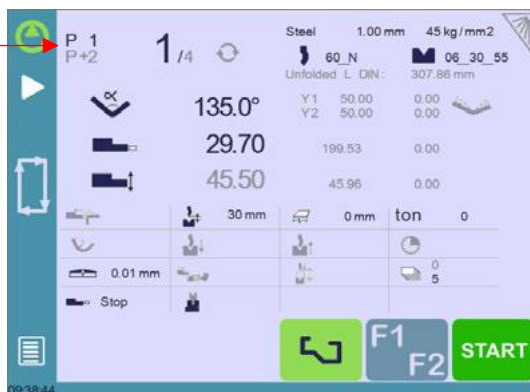 P 1
P+2
1/4
Steel 1.00 mm 45 kg/mm2
60_N 06_30_55
Unfolded L DIN: 307.86 mm
α 135.0° Y1 50.00 0.00
Y2 50.00 0.00
29.70 199.53 0.00
45.50 45.96 0.00
30 mm 0 mm ton 0
0.01 mm 0
5
Stop
F1
F2
START
09:38:44